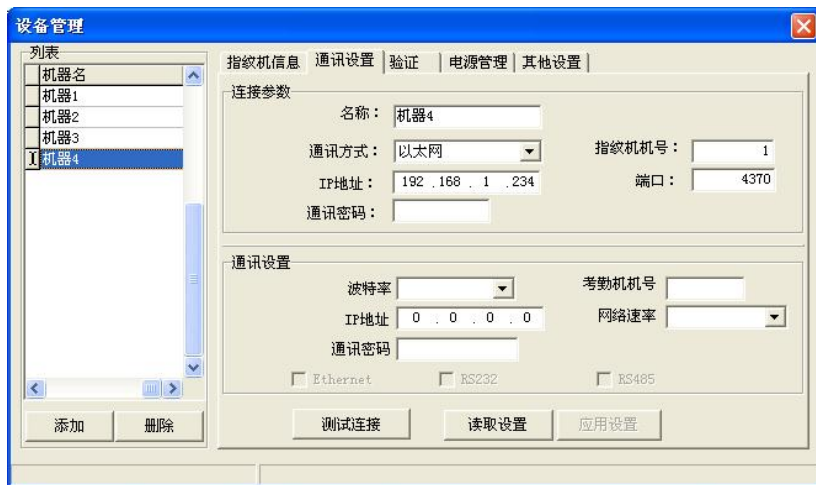 设备管理
列表
机器名
机器1
机器2
机器3
机器4
添加
删除
指纹机信息 通讯设置 验证 电源管理 其他设置
连接参数
名称： 机器4
通讯方式： 以太网 指纹机机号： 1
IP地址： 192 .168 . 1 .234 端口： 4370
通讯密码：
通讯设置
波特率 考勤机机号
IP地址 0 . 0 . 0 . 0 网络速率
通讯密码
Ethernet RS232 RS485
测试连接 读取设置 应用设置